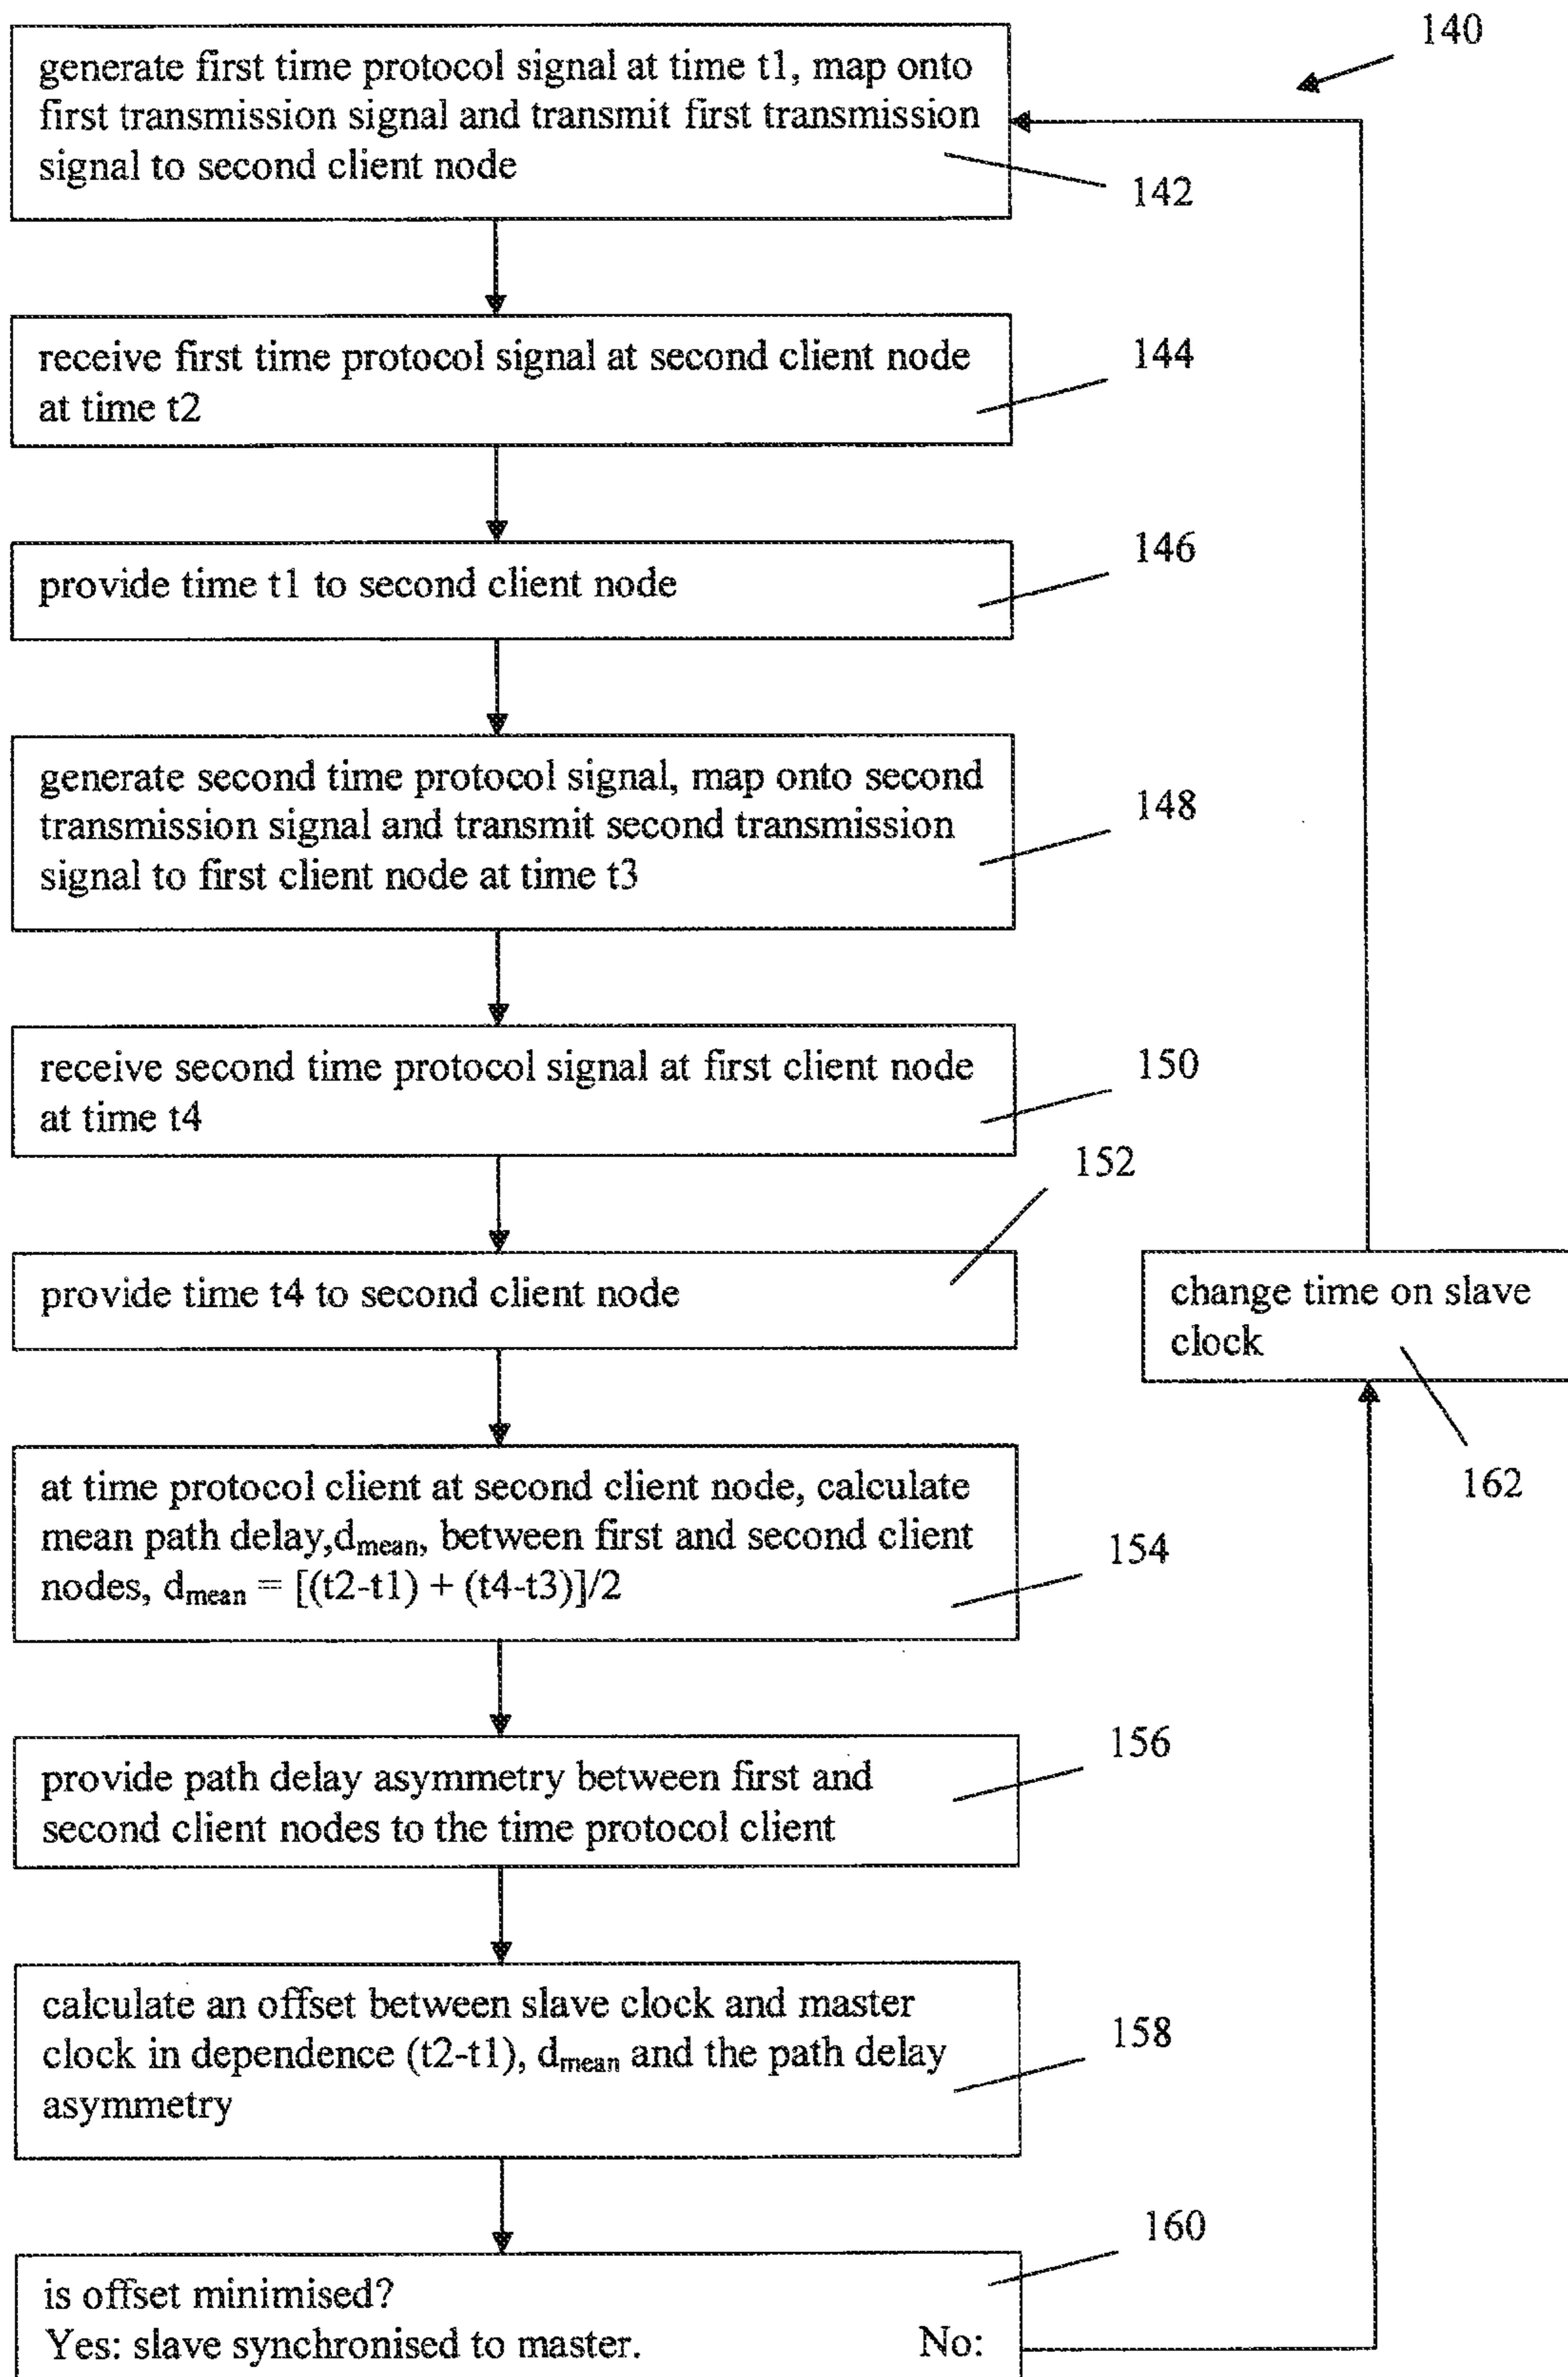 140
generate first time protocol signal at time t1, map onto
first transmission signal and transmit first transmission
signal to second client node
142
receive first time protocol signal at second client node
at time t2
144
146
provide time t1 to second client node
generate second time protocol signal, map onto second
transmission signal and transmit second transmission
signal to first client node at time t3
148
receive second time protocol signal at first client node
at time t4
150
152
provide time t4 to second client node
change time on slave
clock
162
at time protocol client at second client node, calculate
mean path delay,dmean, between first and second client
nodes, dmean = [(t2-t1) + (t4-t3)]/2
154
156
provide path delay asymmetry between first and
second client nodes to the time protocol client
calculate an offset between slave clock and master
clock in dependence (t2-t1), dmean and the path delay
asymmetry
158
160
is offset minimised?
Yes: slave synchronised to master. No: